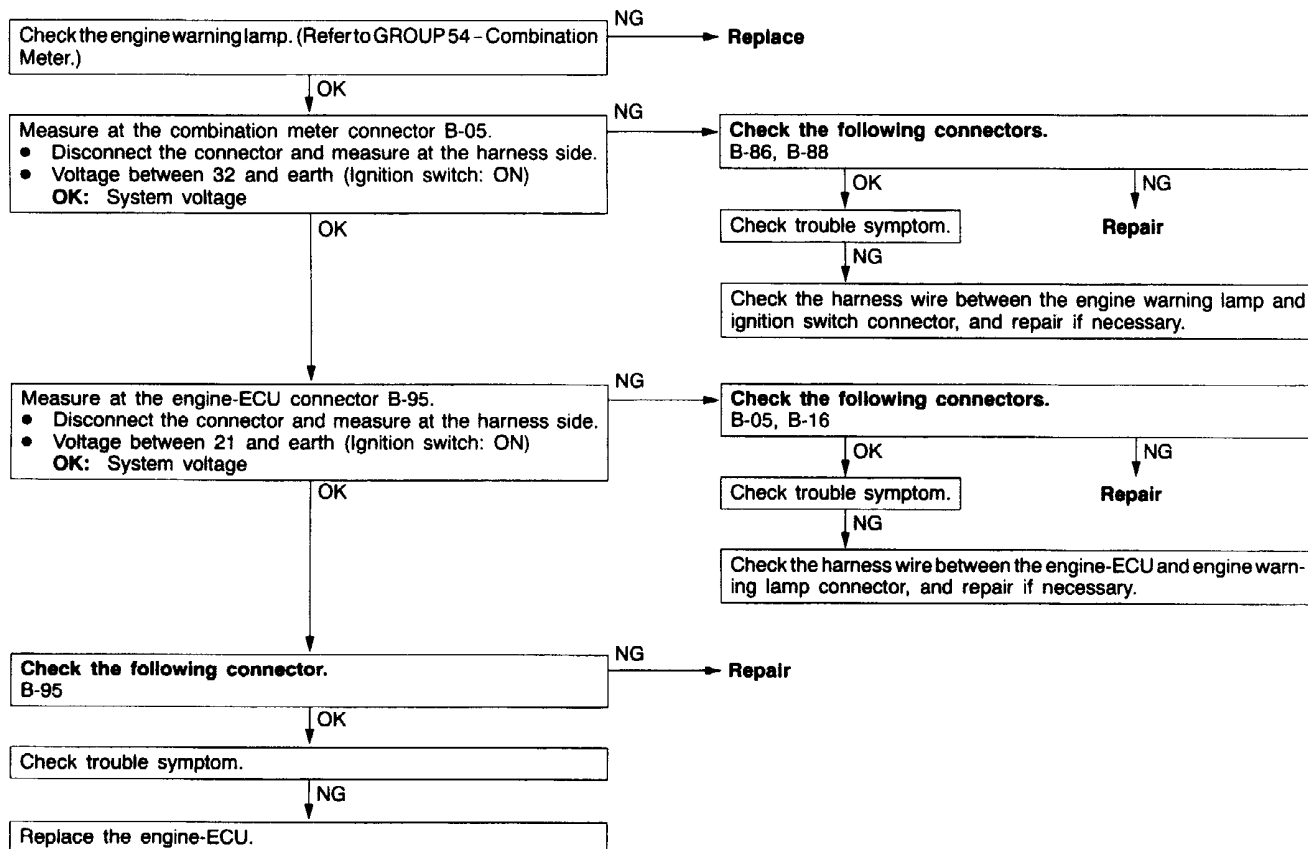 Check the engine warning lamp. (Refer to GROUP 54 – Combination
Meter.)
NG
Replace
OK
Measure at the combination meter connector B-05.
● Disconnect the connector and measure at the harness side.
● Voltage between 32 and earth (Ignition switch: ON)
OK: System voltage
NG
Check the following connectors.
B-86, B-88
OK
NG
Check trouble symptom.
Repair
NG
Check the harness wire between the engine warning lamp and
ignition switch connector, and repair if necessary.
OK
Measure at the engine-ECU connector B-95.
● Disconnect the connector and measure at the harness side.
● Voltage between 21 and earth (Ignition switch: ON)
OK: System voltage
NG
Check the following connectors.
B-05, B-16
OK
NG
Check trouble symptom.
Repair
NG
Check the harness wire between the engine-ECU and engine warn-
ing lamp connector, and repair if necessary.
OK
Check the following connector.
B-95
NG
Repair
OK
Check trouble symptom.
NG
Replace the engine-ECU.